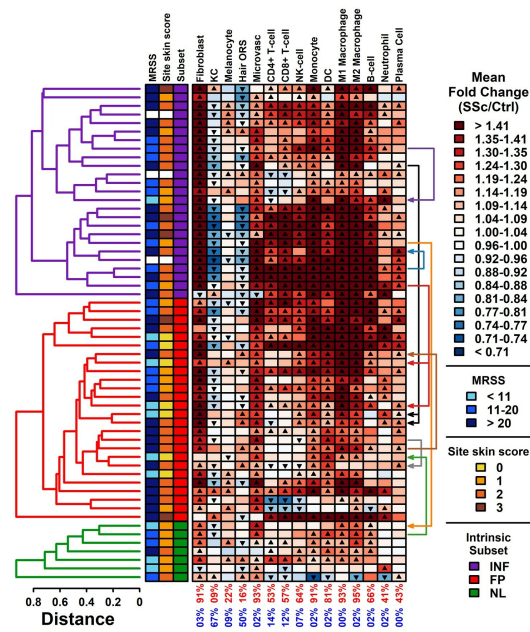 MRSS
Site skin score
Subset
Fibroblast
KC
Melanocyte
Hair ORS
Microvasc
CD4+ T-cell
CD8+ T-cell
NK-cell
Monocyte
DC
M1 Macrophage
M2 Macrophage
B-cell
Neutrophil
Plasma Cell
Mean
Fold Change
(SSc/Ctrl)
> 1.41
1.35-1.41
1.30-1.35
1.24-1.30
1.19-1.24
1.14-1.19
1.09-1.14
1.04-1.09
1.00-1.04
0.96-1.00
0.92-0.96
0.88-0.92
0.84-0.88
0.81-0.84
0.77-0.81
0.74-0.77
0.71-0.74
< 0.71
MRSS
< 11
11-20
> 20
Site skin score
0
1
2
3
Intrinsic
Subset
INF
FP
NL
0.8 0.6 0.4 0.2 0
Distance
91% 09% 22% 16% 93% 33% 57% 64% 91% 81% 93% 95% 66% 41% 43%
03% 67% 09% 50% 02% 14% 12% 07% 02% 02% 00% 02% 02% 02% 00%